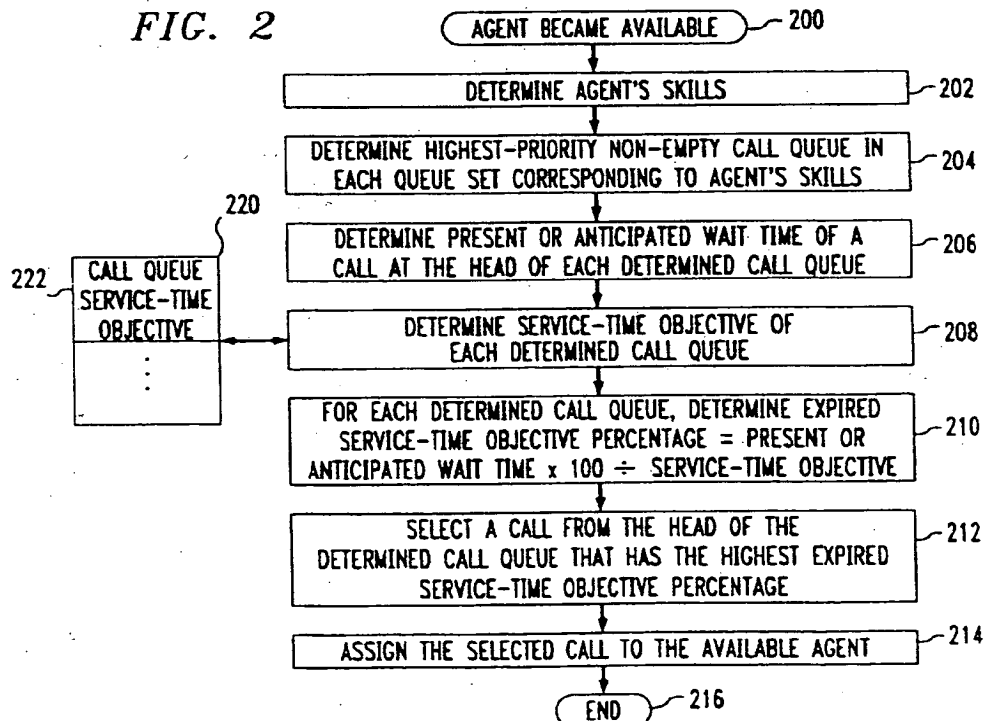 FIG. 2
AGENT BECAME AVAILABLE
200
DETERMINE AGENT'S SKILLS
202
DETERMINE HIGHEST-PRIORITY NON-EMPTY CALL QUEUE IN
EACH QUEUE SET CORRESPONDING TO AGENT'S SKILLS
204
DETERMINE PRESENT OR ANTICIPATED WAIT TIME OF A
CALL AT THE HEAD OF EACH DETERMINED CALL QUEUE
206
220
222
CALL QUEUE
SERVICE-TIME
OBJECTIVE
DETERMINE SERVICE-TIME OBJECTIVE OF
EACH DETERMINED CALL QUEUE
208
FOR EACH DETERMINED CALL QUEUE, DETERMINE EXPIRED
SERVICE-TIME OBJECTIVE PERCENTAGE = PRESENT OR
ANTICIPATED WAIT TIME x 100 ÷ SERVICE-TIME OBJECTIVE
210
SELECT A CALL FROM THE HEAD OF THE
DETERMINED CALL QUEUE THAT HAS THE HIGHEST EXPIRED
SERVICE-TIME OBJECTIVE PERCENTAGE
212
ASSIGN THE SELECTED CALL TO THE AVAILABLE AGENT
214
END
216